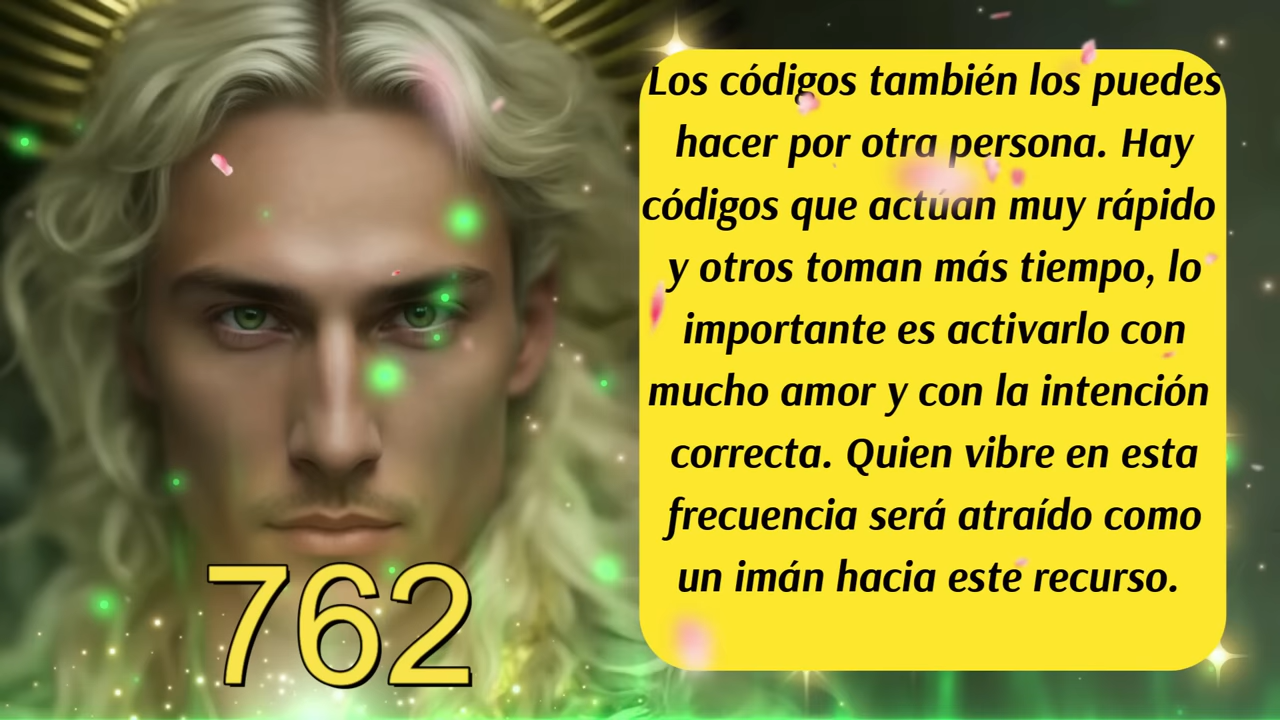 Los códigos también los puedes
hacer por otra persona. Hay
códigos que actúan muy rápido
y otros toman más tiempo, lo
importante es activarlo con
mucho amor y con la intención
correcta. Quien vibre en esta
frecuencia será atraído como
un imán hacia este recurso.
762